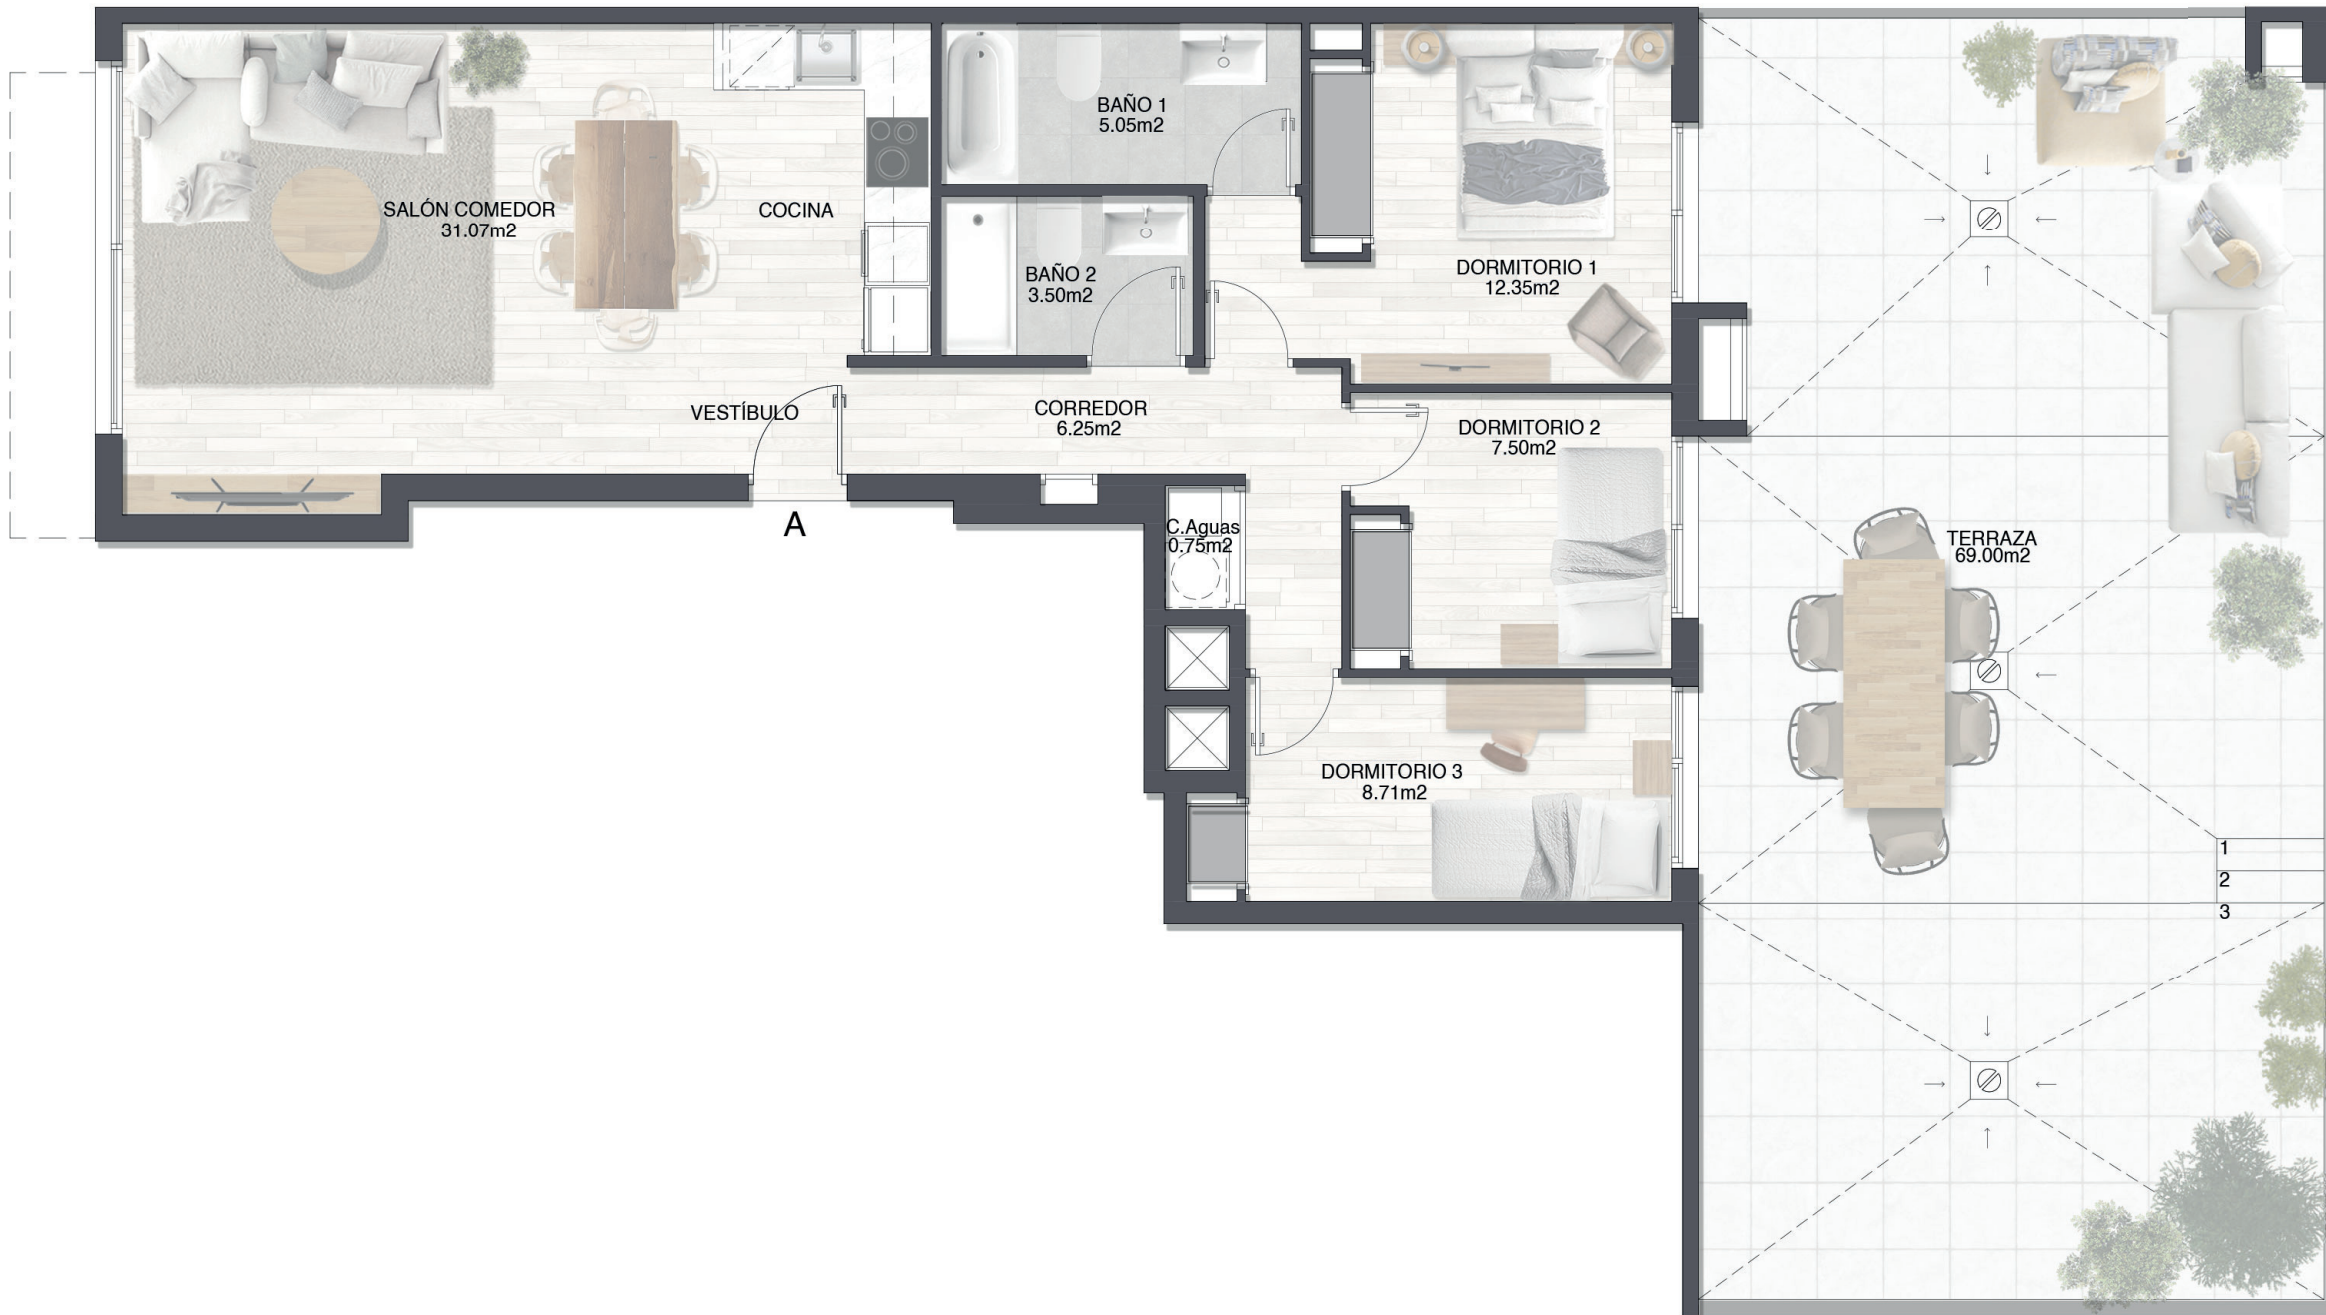 SALÓN COMEDOR
31.07m2
COCINA
BAÑO 1
5.05m2
BAÑO 2
3.50m2
DORMITORIO 1
12.35m2
VESTÍBULO
CORREDOR
6.25m2
DORMITORIO 2
7.50m2
A
C.Aguas
0.75m2
TERRAZA
69.00m2
DORMITORIO 3
8.71m2
1
2
3